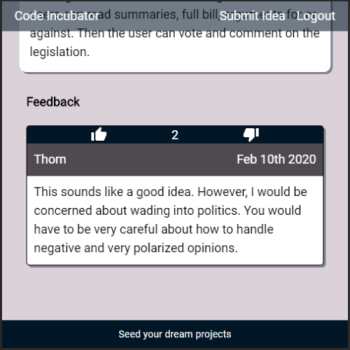 Code Incubator Submit Idea Logout
read summaries, full bill
against. Then the user can vote and comment on the
legislation.
Feedback
2
Thorn Feb 10th 2020
This sounds like a good idea. However, I would be
concerned about wading into politics. You would
have to be very careful about how to handle
negative and very polarized opinions.
Seed your dream projects